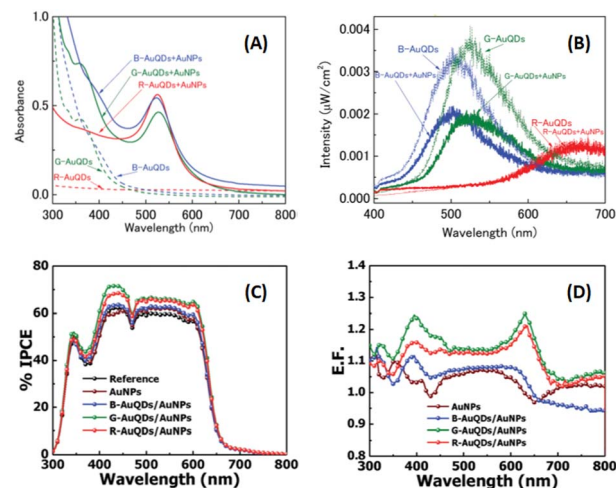 (A)
Absorbance
1.0
0.5
0.0
B-AuQDs+AuNPs
G-AuQDs+AuNPs
R-AuQDs+AuNPs
G-AuQDs
B-AuQDs
R-AuQDs
300 400 500 600 700 800
Wavelength (nm)
(B)
Intensity (μW/cm²)
0.004
0.003
0.002
0.001
0
G-AuQDs
B-AuQDs
B-AuQDs+AuNPs
G-AuQDs+AuNPs
R-AuQDs
R-AuQDs+AuNPs
400 500 600 700
Wavelength (nm)
(C)
% IPCE
80
60
40
20
0
Reference
AuNPs
B-AuQDs/AuNPs
G-AuQDs/AuNPs
R-AuQDs/AuNPs
300 400 500 600 700 800
Wavelength (nm)
(D)
E.F.
1.4
1.3
1.2
1.1
1.0
0.9
AuNPs
B-AuQDs/AuNPs
G-AuQDs/AuNPs
R-AuQDs/AuNPs
300 400 500 600 700 800
Wavelength (nm)